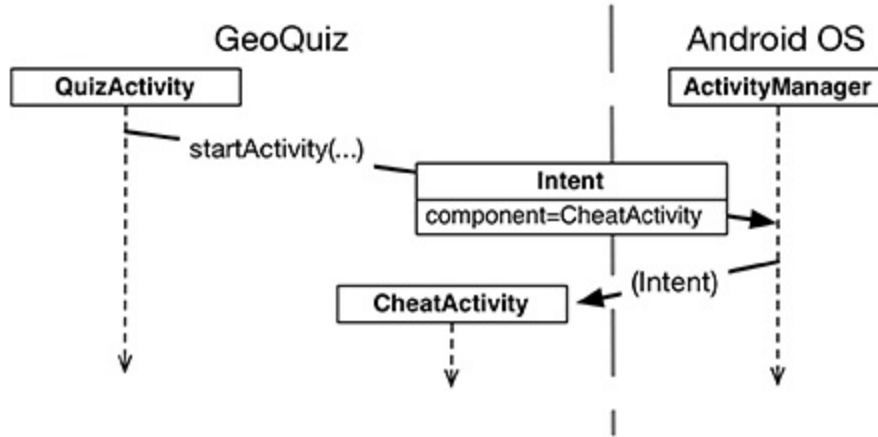 GeoQuiz
Android OS
QuizActivity
ActivityManager
startActivity(...)
Intent
component=CheatActivity
(Intent)
CheatActivity